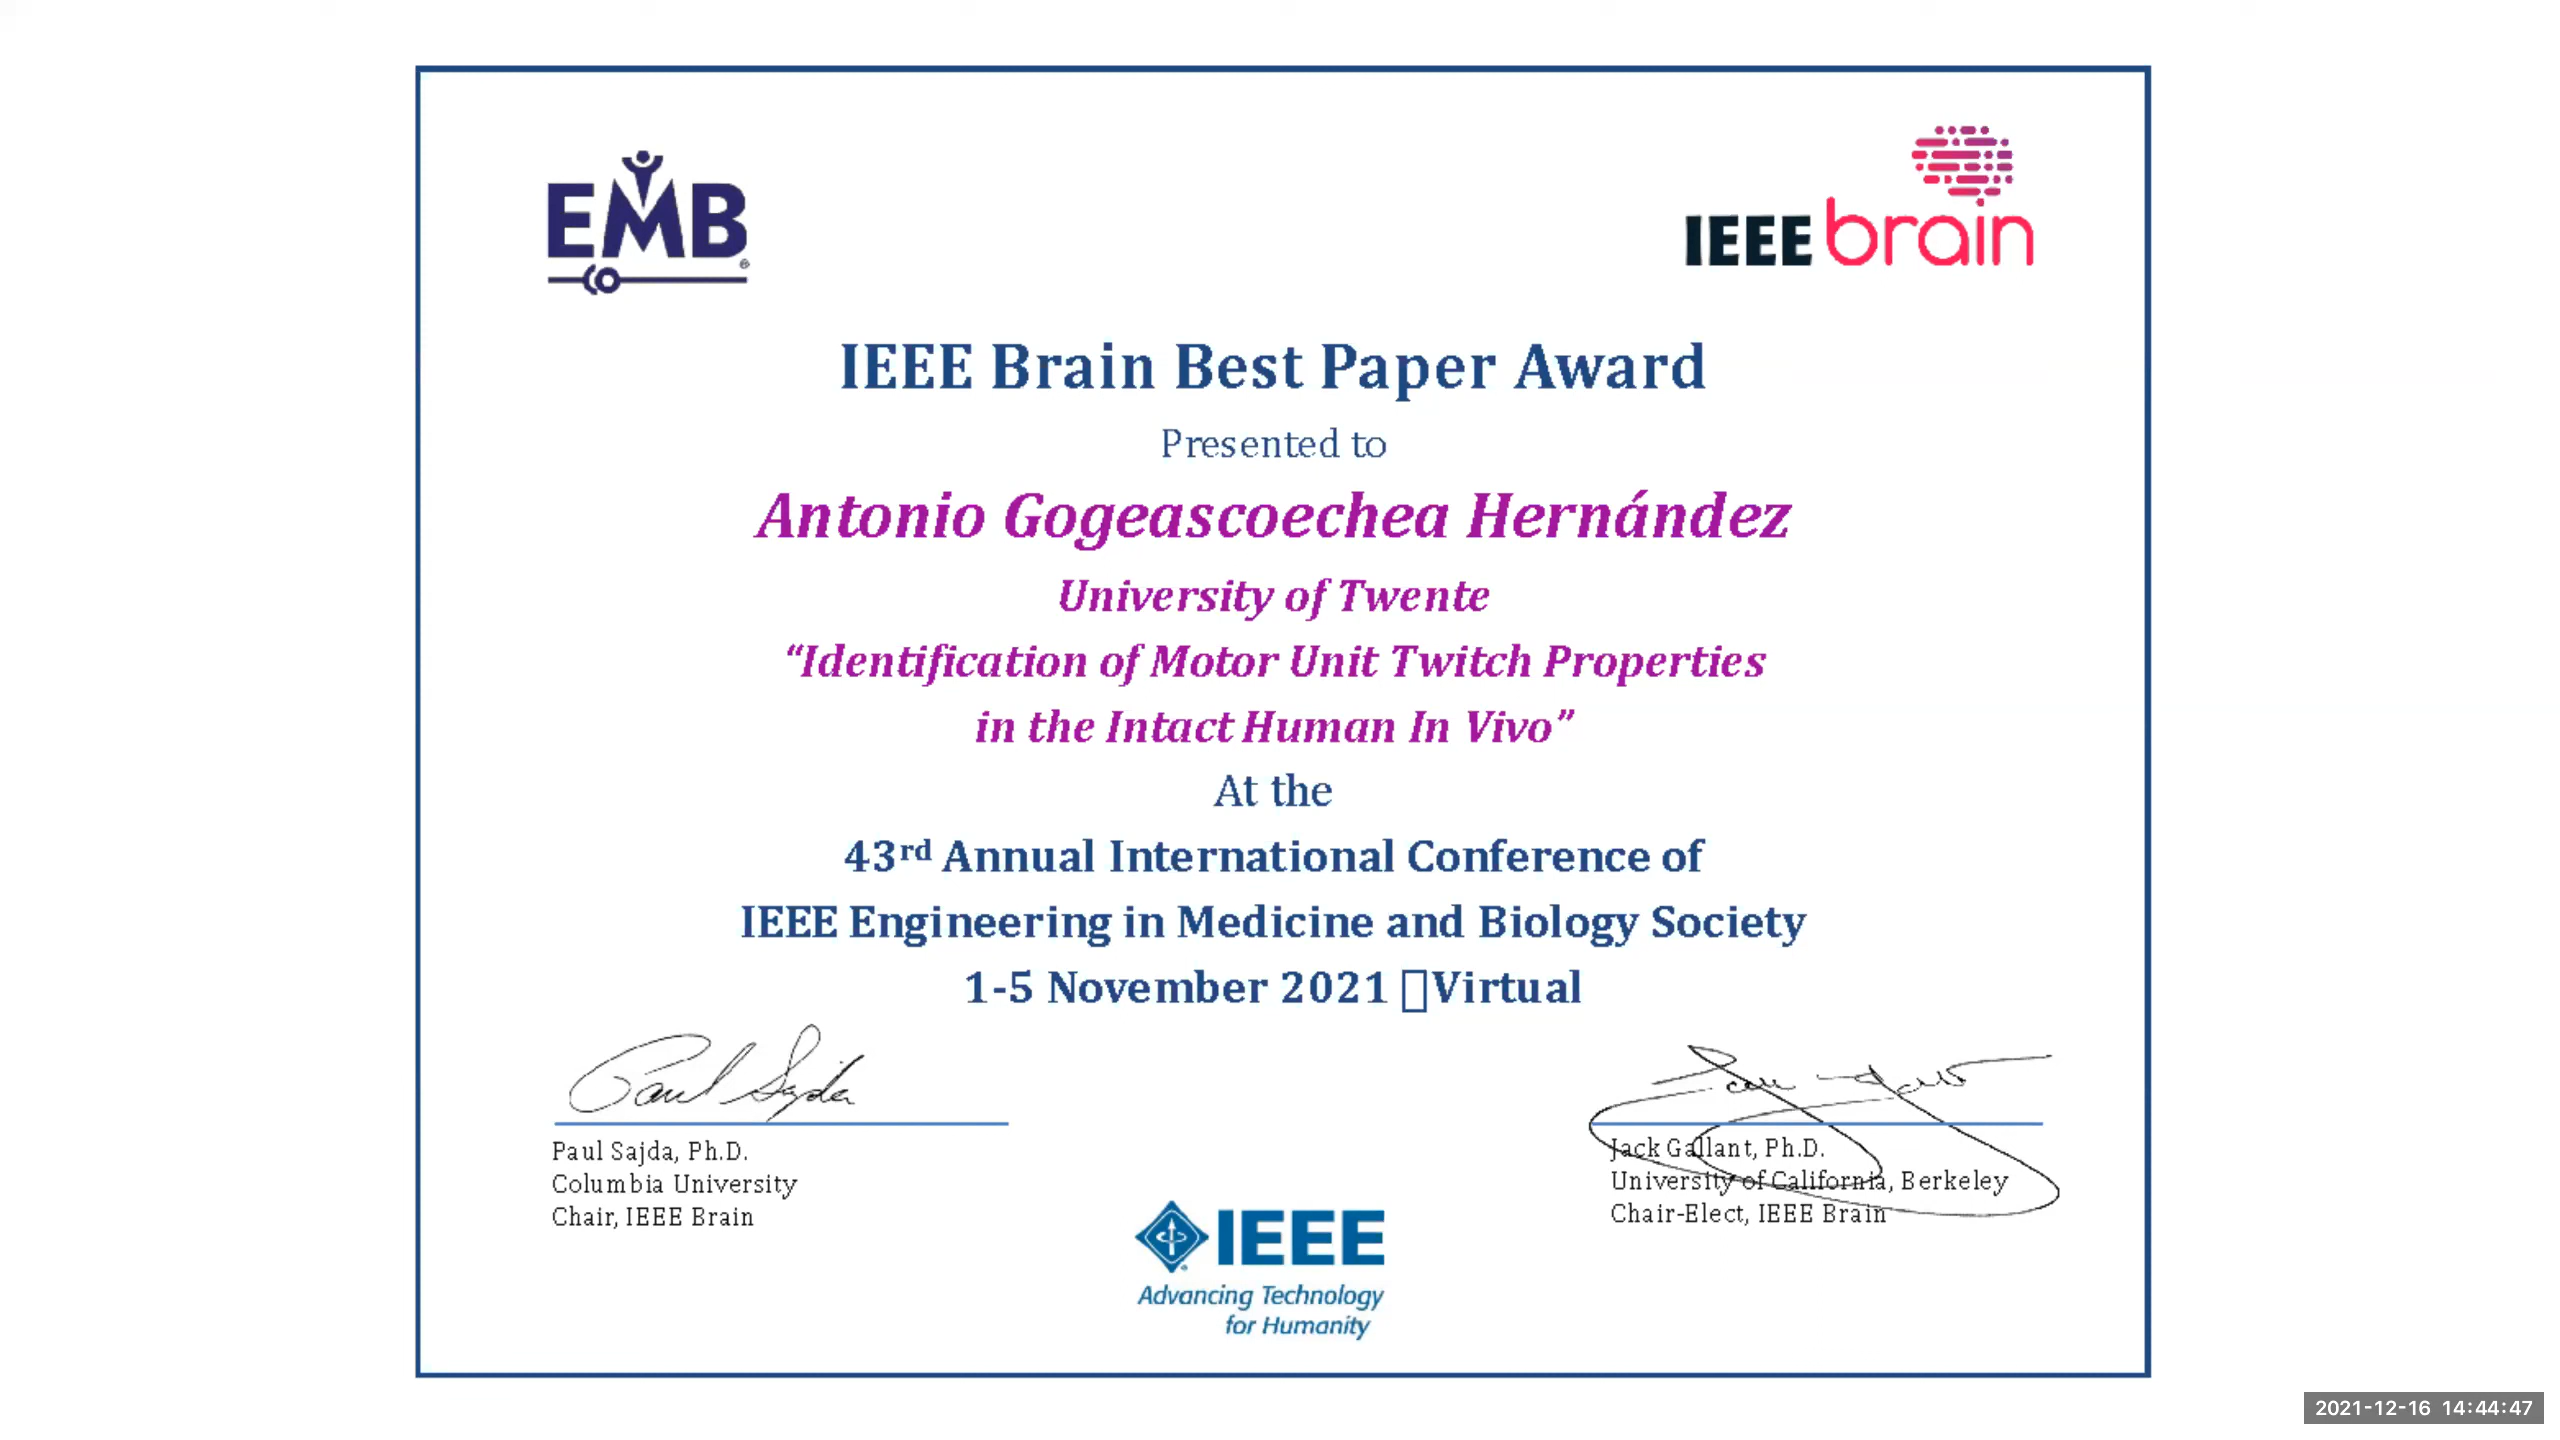 EMB®
IEEE brain
IEEE Brain Best Paper Award
Presented to
Antonio Gogeascoechea Hernández
University of Twente
“Identification of Motor Unit Twitch Properties
in the Intact Human In Vivo”
At the
43rd Annual International Conference of
IEEE Engineering in Medicine and Biology Society
1-5 November 2021 ▯Virtual
Paul Sajda
Paul Sajda, Ph.D.
Columbia University
Chair, IEEE Brain
Jack Gallant, Ph.D.
University of California, Berkeley
Chair-Elect, IEEE Brain
IEEE
Advancing Technology
for Humanity
2021-12-16 14:44:47